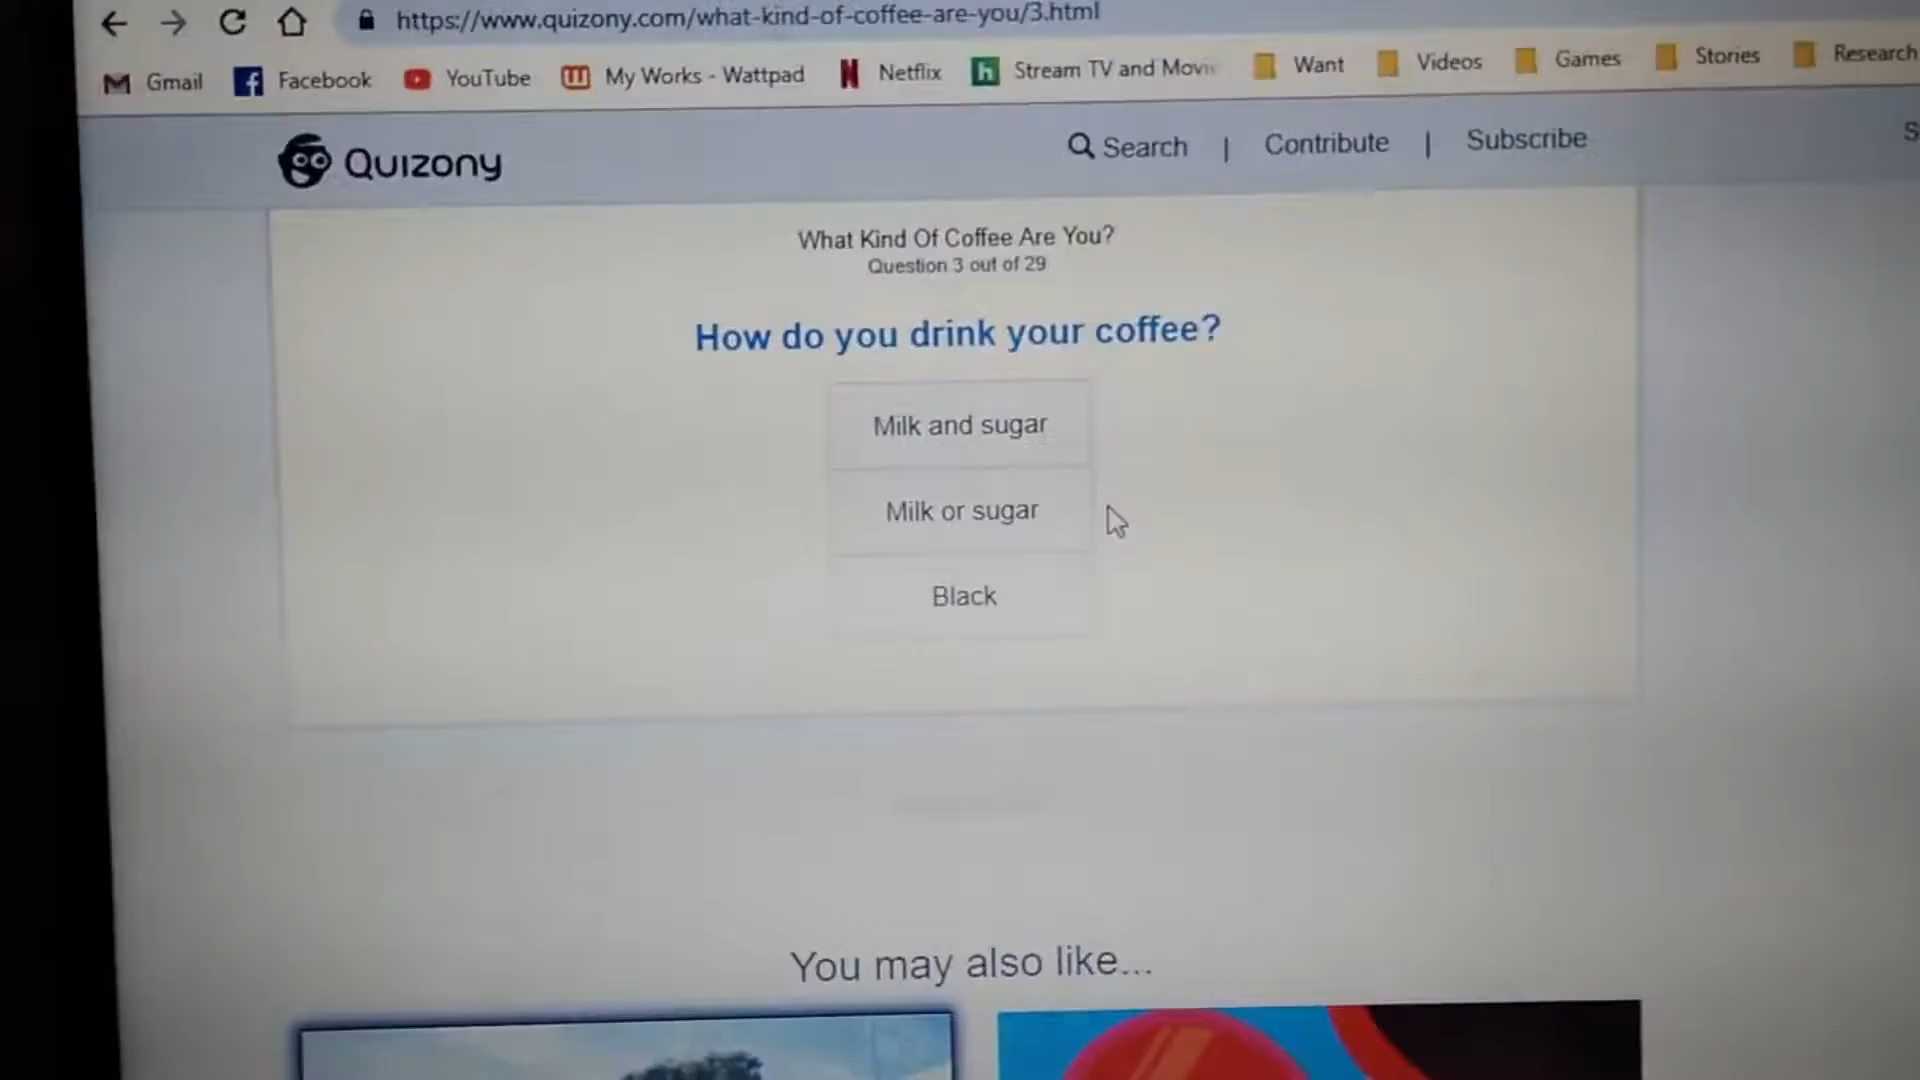 https://www.quizony.com/what-kind-of-coffee-are-you/3.html
Gmail Facebook YouTube My Works - Wattpad Netflix Stream TV and Movi Want Videos Games Stories Research
Quizony Search | Contribute | Subscribe S
What Kind Of Coffee Are You?
Question 3 out of 29
How do you drink your coffee?
Milk and sugar
Milk or sugar
Black
You may also like...